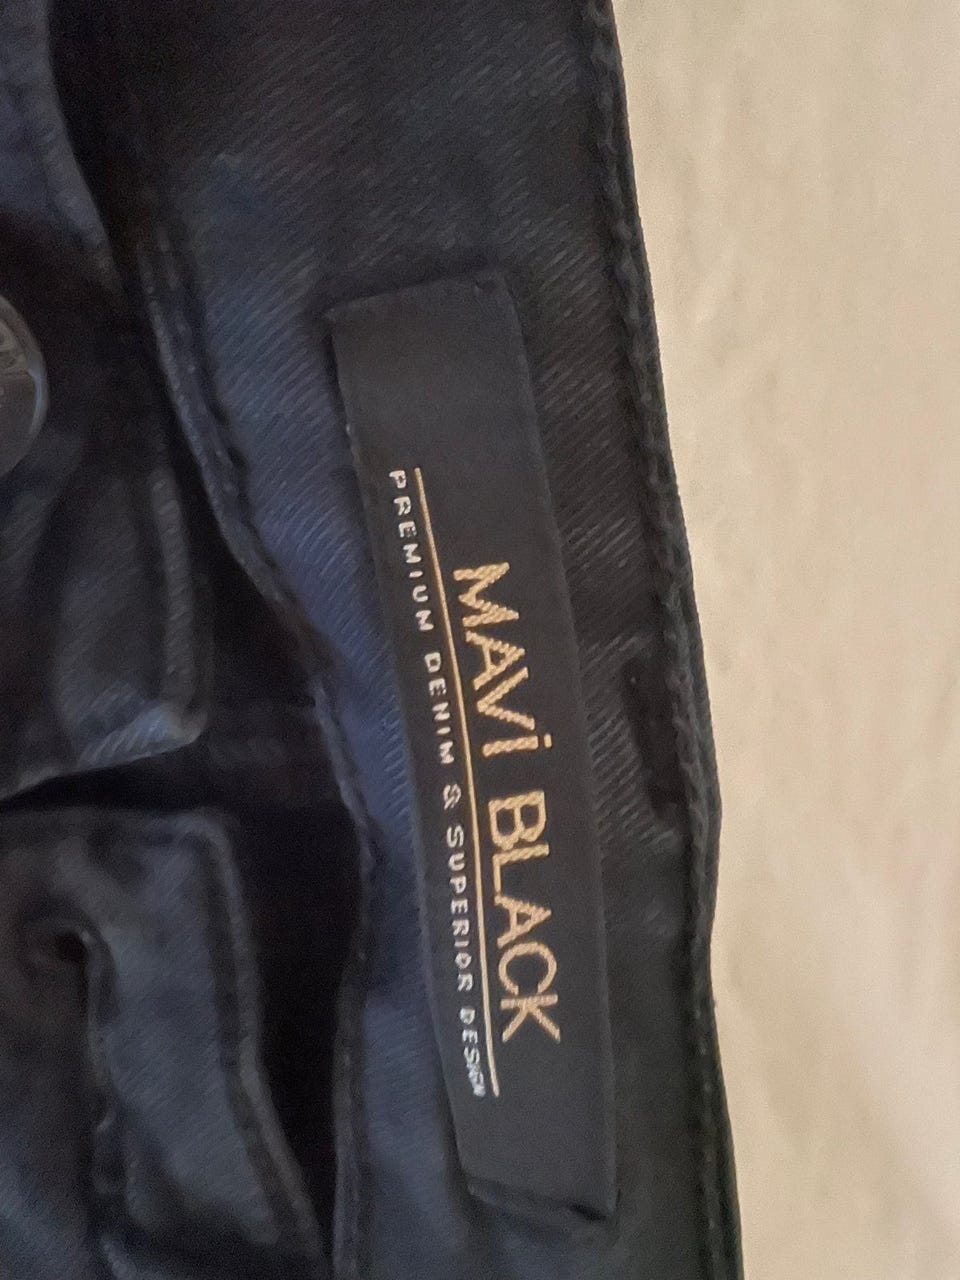 MAVi BLACK
PREMIUM DENIM & SUPERIOR DESIGN